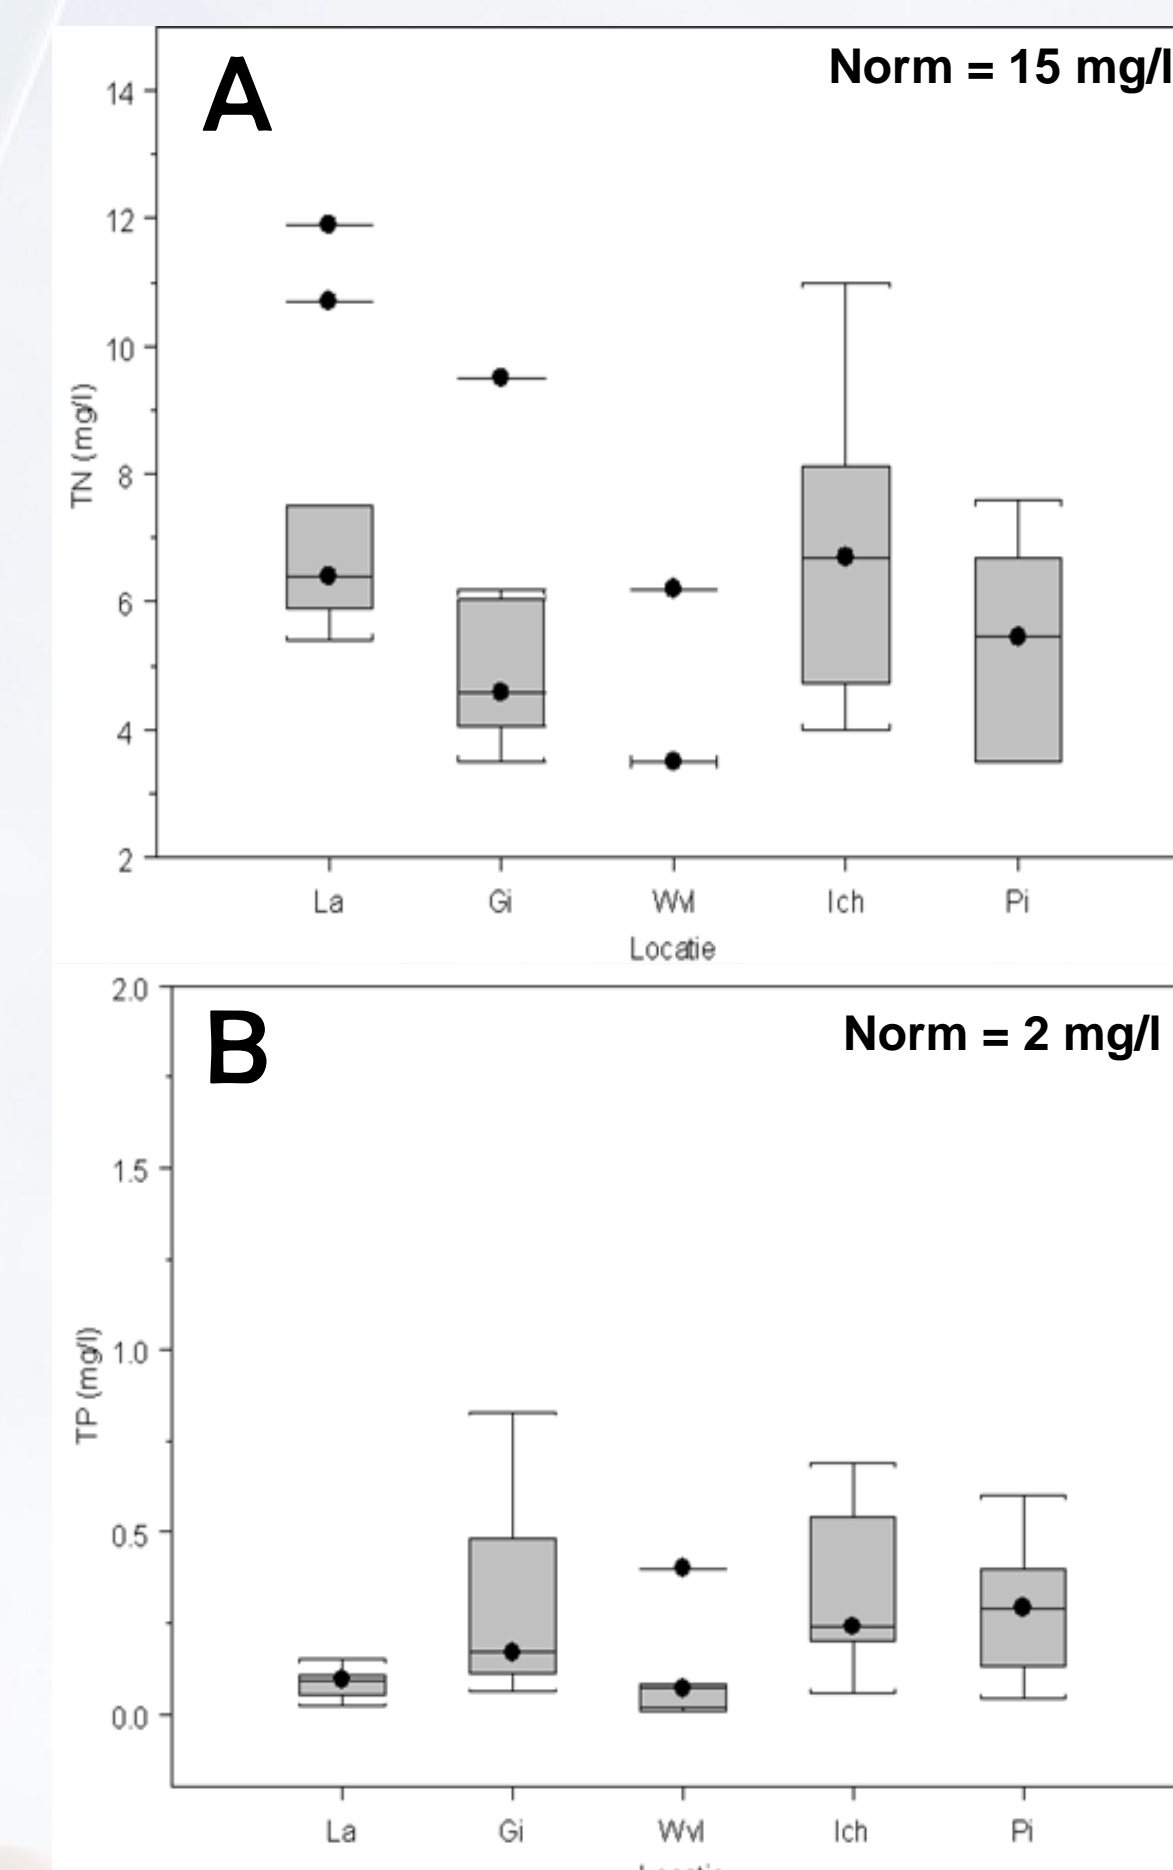 A
Norm = 15 mg/l
14
12
10
8
6
4
2
TN (mg/l)
La Gi Wvl Ich Pi
Locatie
B
Norm = 2 mg/l
2.0
1.5
1.0
0.5
0.0
TP (mg/l)
La Gi Wvl Ich Pi
Locatie